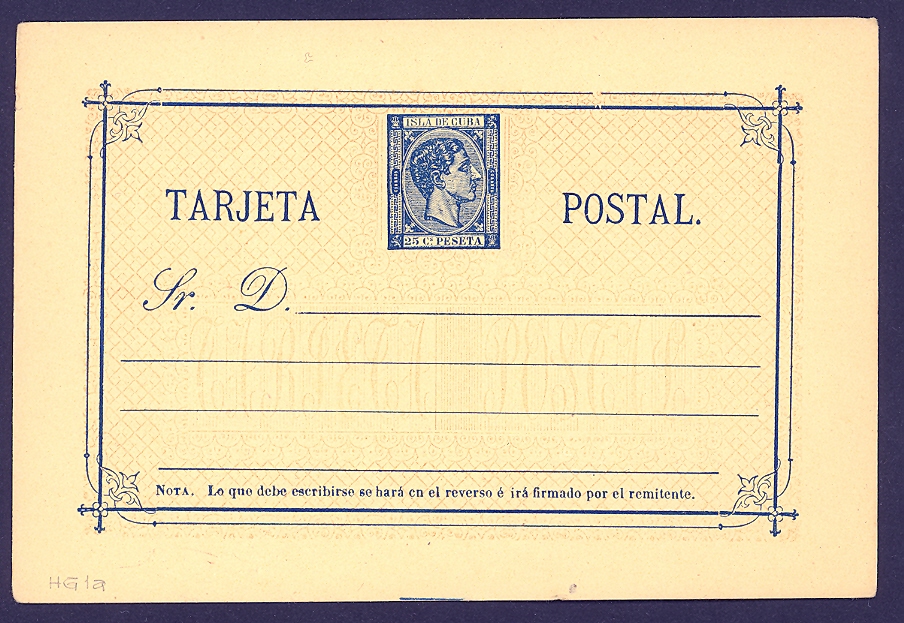 ISLA DE CUBA
25 Cs PESETA
TARJETA POSTAL.
Sr. D.
NOTA. Lo que debe escribirse se hará en el reverso é irá firmado por el remitente.
HG1a